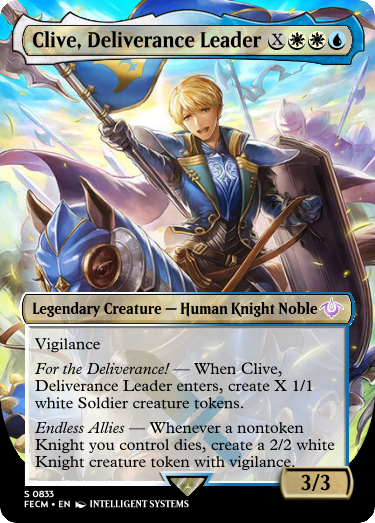 Clive, Deliverance Leader X
Legendary Creature — Human Knight Noble
Vigilance
For the Deliverance! — When Clive,
Deliverance Leader enters, create X 1/1
white Soldier creature tokens.
Endless Allies — Whenever a nontoken
Knight you control dies, create a 2/2 white
Knight creature token with vigilance.
3/3
S 0833
FECM • EN INTELLIGENT SYSTEMS